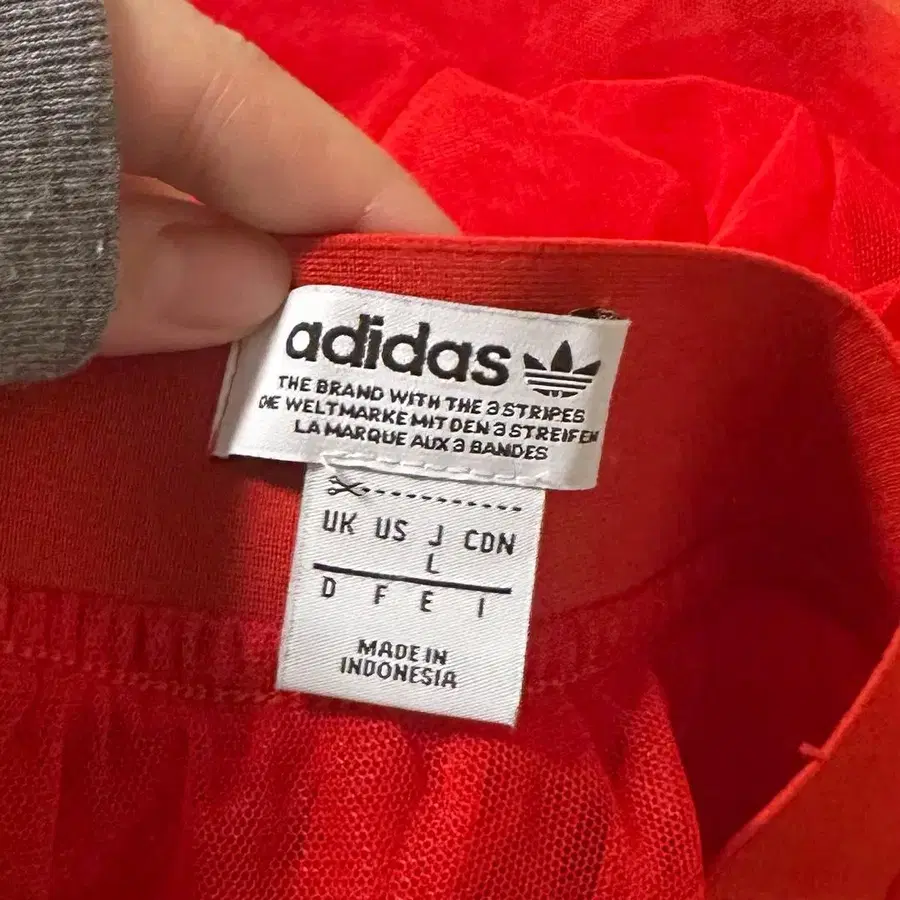 adidas
THE BRAND WITH THE 3 STRIPES
DIE WELTMARKE MIT DEN 3 STREIFEN
LA MARQUE AUX 3 BANDES
UK US J CDN
L
D F E I
MADE IN
INDONESIA